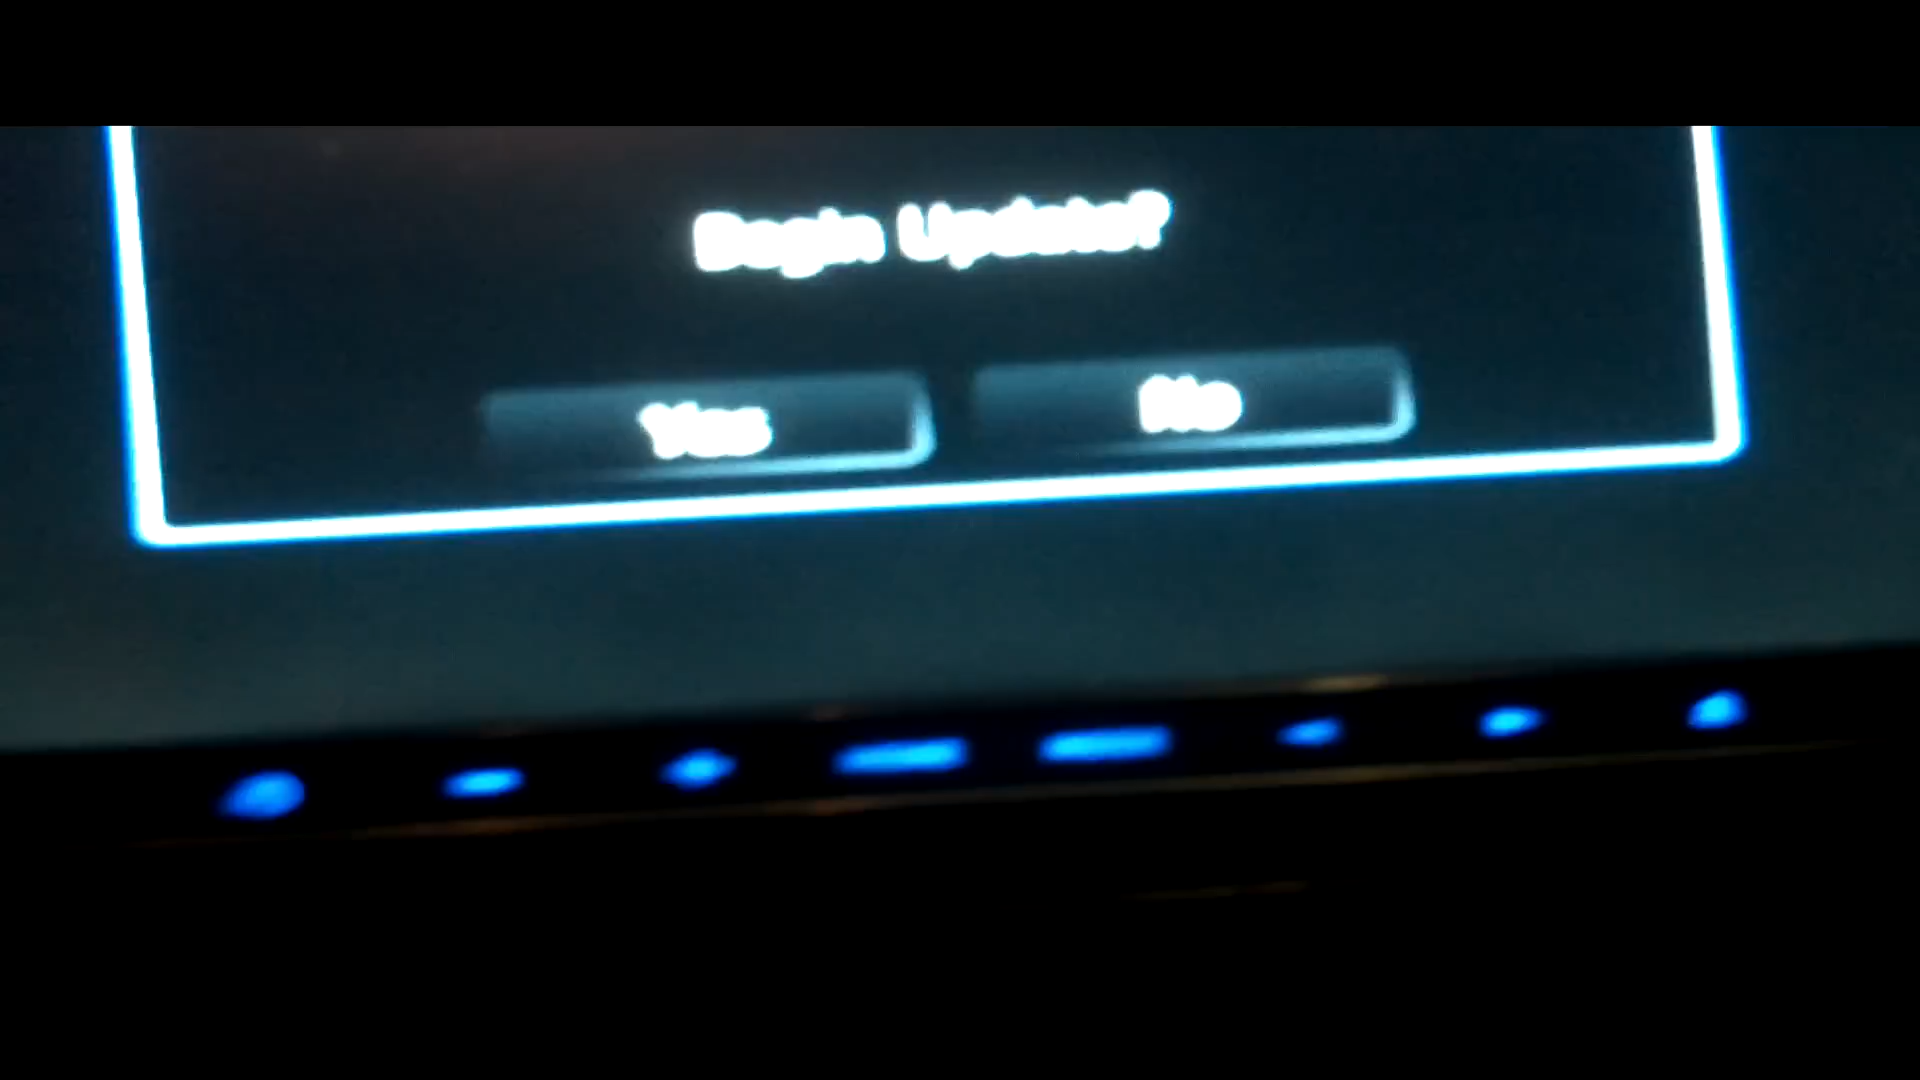 Begin Update?
Yes No